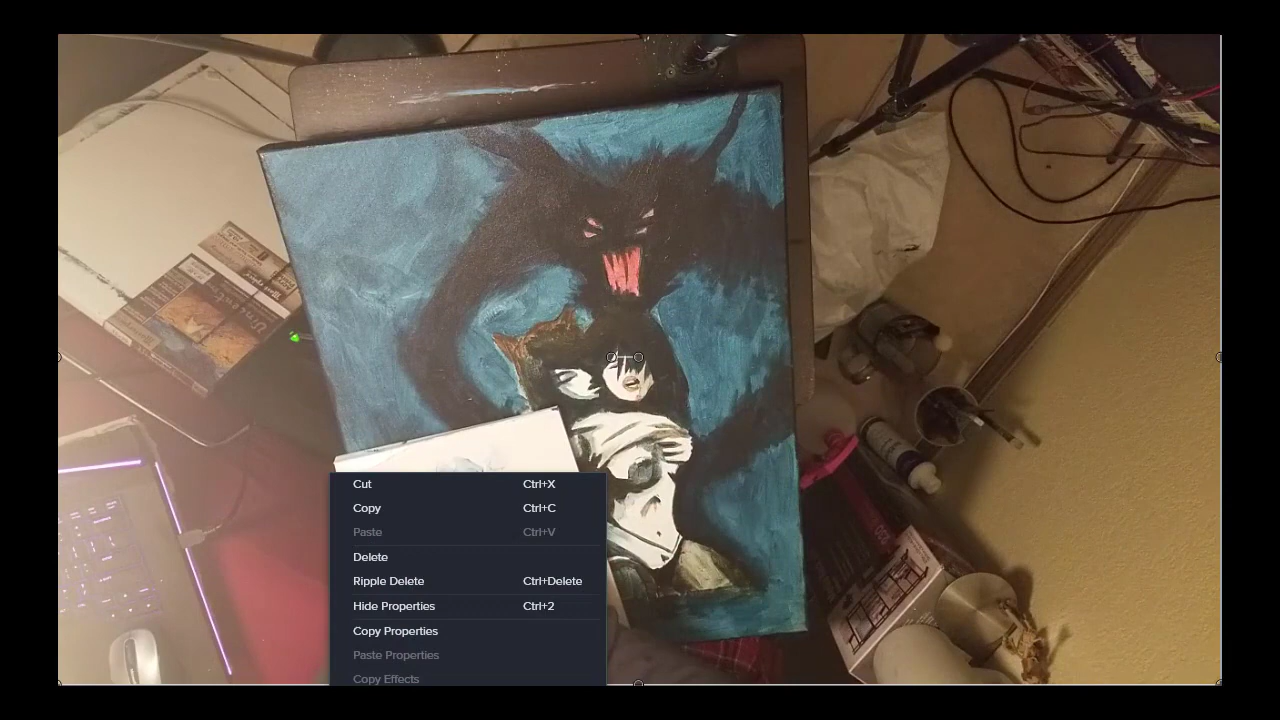 Cut Ctrl+X
Copy Ctrl+C
Paste Ctrl+V
Delete
Ripple Delete Ctrl+Delete
Hide Properties Ctrl+2
Copy Properties
Paste Properties
Copy Effects